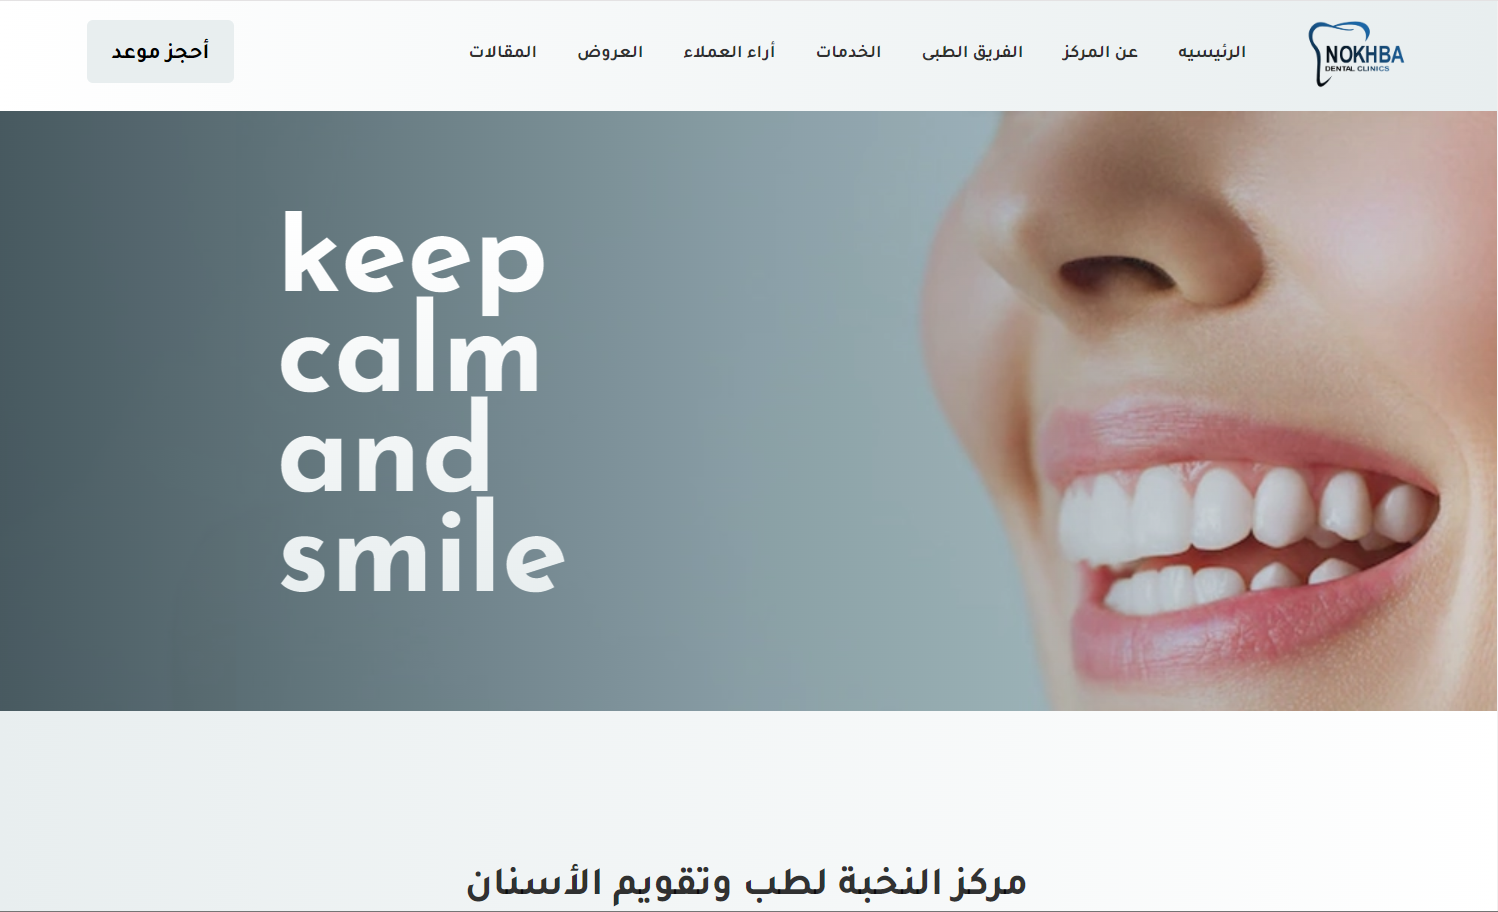 NOKHBA
DENTAL CLINICS
الرئيسيه
عن المركز
الفريق الطبى
الخدمات
أراء العملاء
العروض
المقالات
أحجز موعد
keep
calm
and
smile
مركز النخبة لطب وتقويم الأسنان